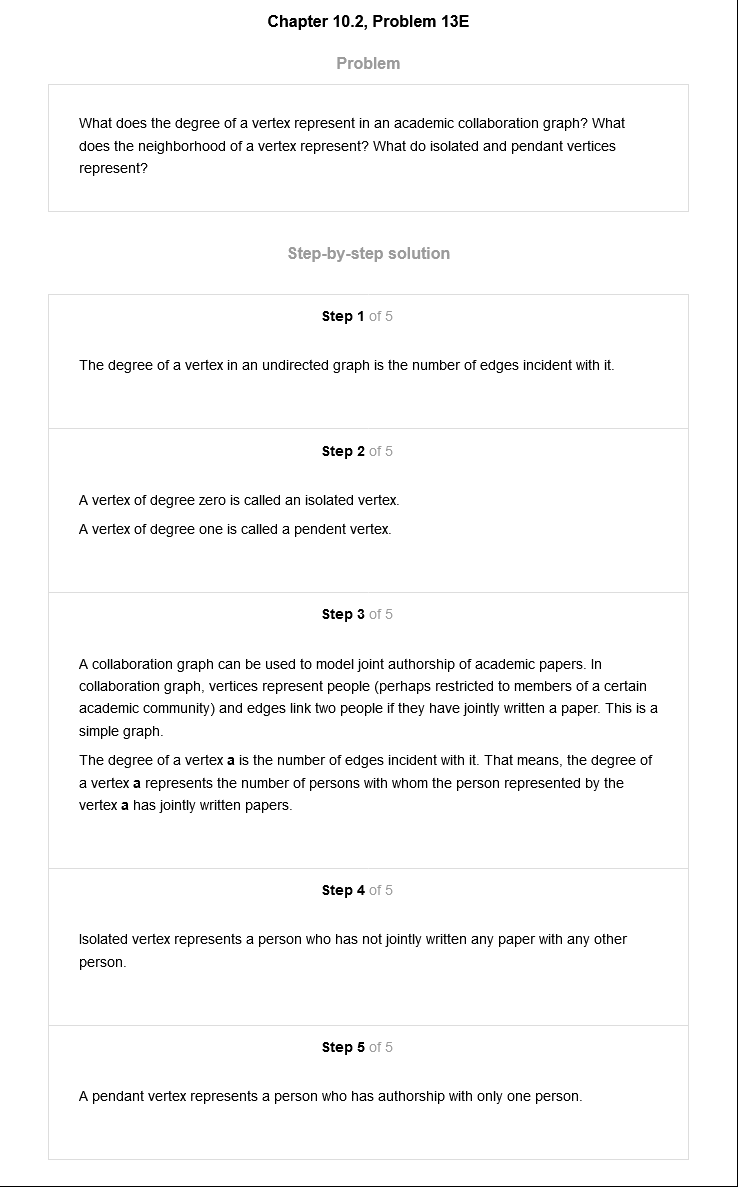 Chapter 10.2, Problem 13E
Problem
What does the degree of a vertex represent in an academic collaboration graph? What
does the neighborhood of a vertex represent? What do isolated and pendant vertices
represent?
Step-by-step solution
Step 1 of 5
The degree of a vertex in an undirected graph is the number of edges incident with it.
Step 2 of 5
A vertex of degree zero is called an isolated vertex.
A vertex of degree one is called a pendent vertex.
Step 3 of 5
A collaboration graph can be used to model joint authorship of academic papers. In
collaboration graph, vertices represent people (perhaps restricted to members of a certain
academic community) and edges link two people if they have jointly written a paper. This is a
simple graph.
The degree of a vertex a is the number of edges incident with it. That means, the degree of
a vertex a represents the number of persons with whom the person represented by the
vertex a has jointly written papers.
Step 4 of 5
Isolated vertex represents a person who has not jointly written any paper with any other
person.
Step 5 of 5
A pendant vertex represents a person who has authorship with only one person.